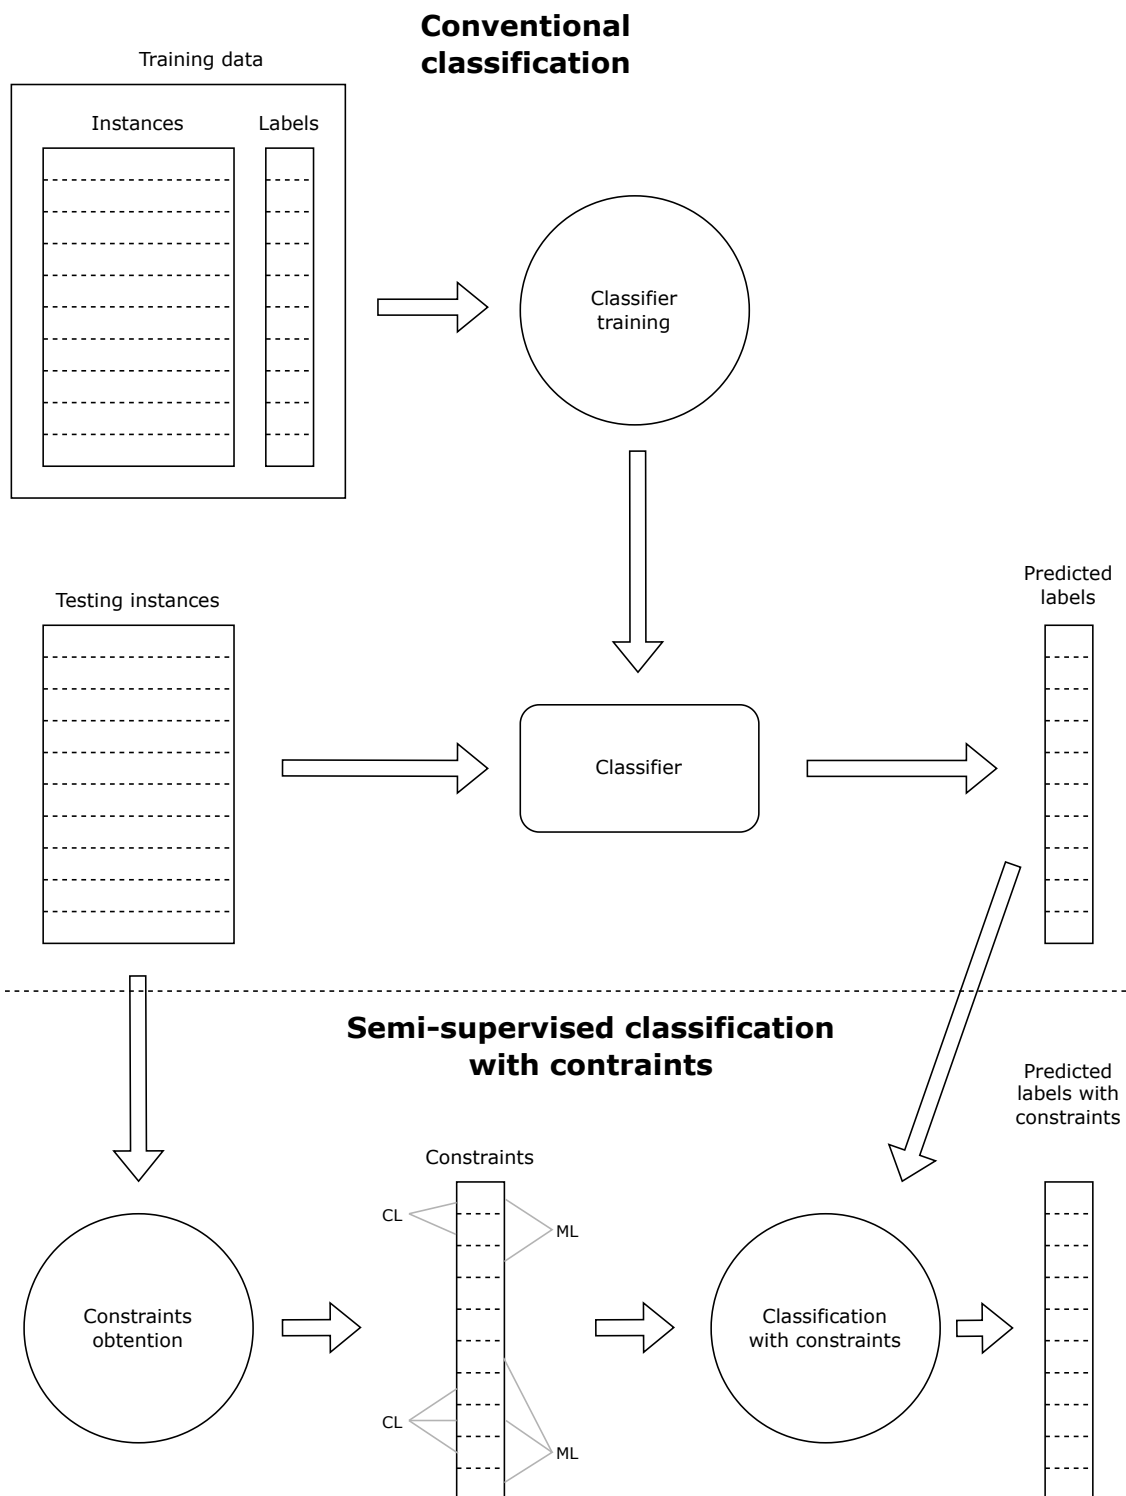 Conventional
classification
Training data
Instances
Labels
Classifier
training
Testing instances
Classifier
Predicted
labels
Semi-supervised classification
with contraints
Predicted
labels with
constraints
Constraints
CL
ML
Constraints
obtention
Classification
with constraints
CL
ML